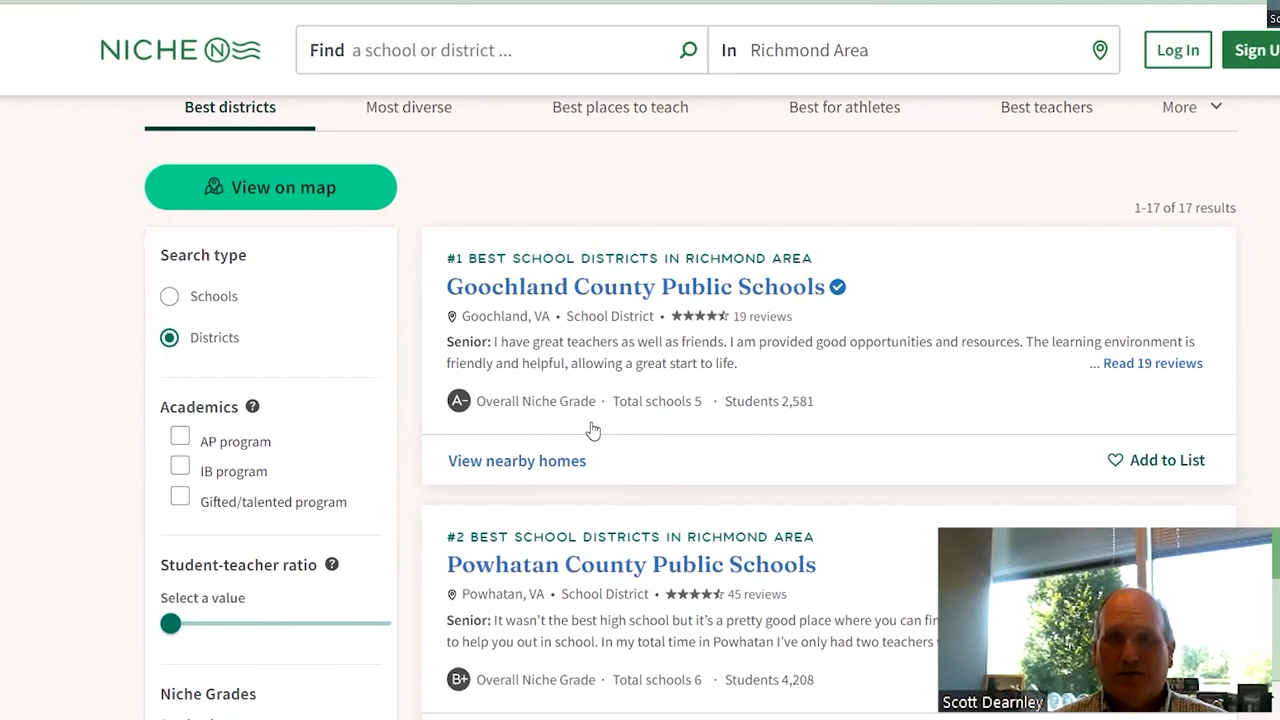 NICHE
Find a school or district ...
In Richmond Area
Log In
Sign U
Best districts
Most diverse
Best places to teach
Best for athletes
Best teachers
More
View on map
1-17 of 17 results
Search type
Schools
Districts
Academics ?
AP program
IB program
Gifted/talented program
Student-teacher ratio ?
Select a value
Niche Grades
#1 BEST SCHOOL DISTRICTS IN RICHMOND AREA
Goochland County Public Schools
Goochland, VA • School District • 19 reviews
Senior: I have great teachers as well as friends. I am provided good opportunities and resources. The learning environment is
friendly and helpful, allowing a great start to life.
... Read 19 reviews
A- Overall Niche Grade · Total schools 5 · Students 2,581
View nearby homes
Add to List
#2 BEST SCHOOL DISTRICTS IN RICHMOND AREA
Powhatan County Public Schools
Powhatan, VA • School District • 45 reviews
Senior: It wasn't the best high school but it's a pretty good place where you can fin
to help you out in school. In my total time in Powhatan I've only had two teachers
B+ Overall Niche Grade · Total schools 6 · Students 4,208
Scott Dearnley